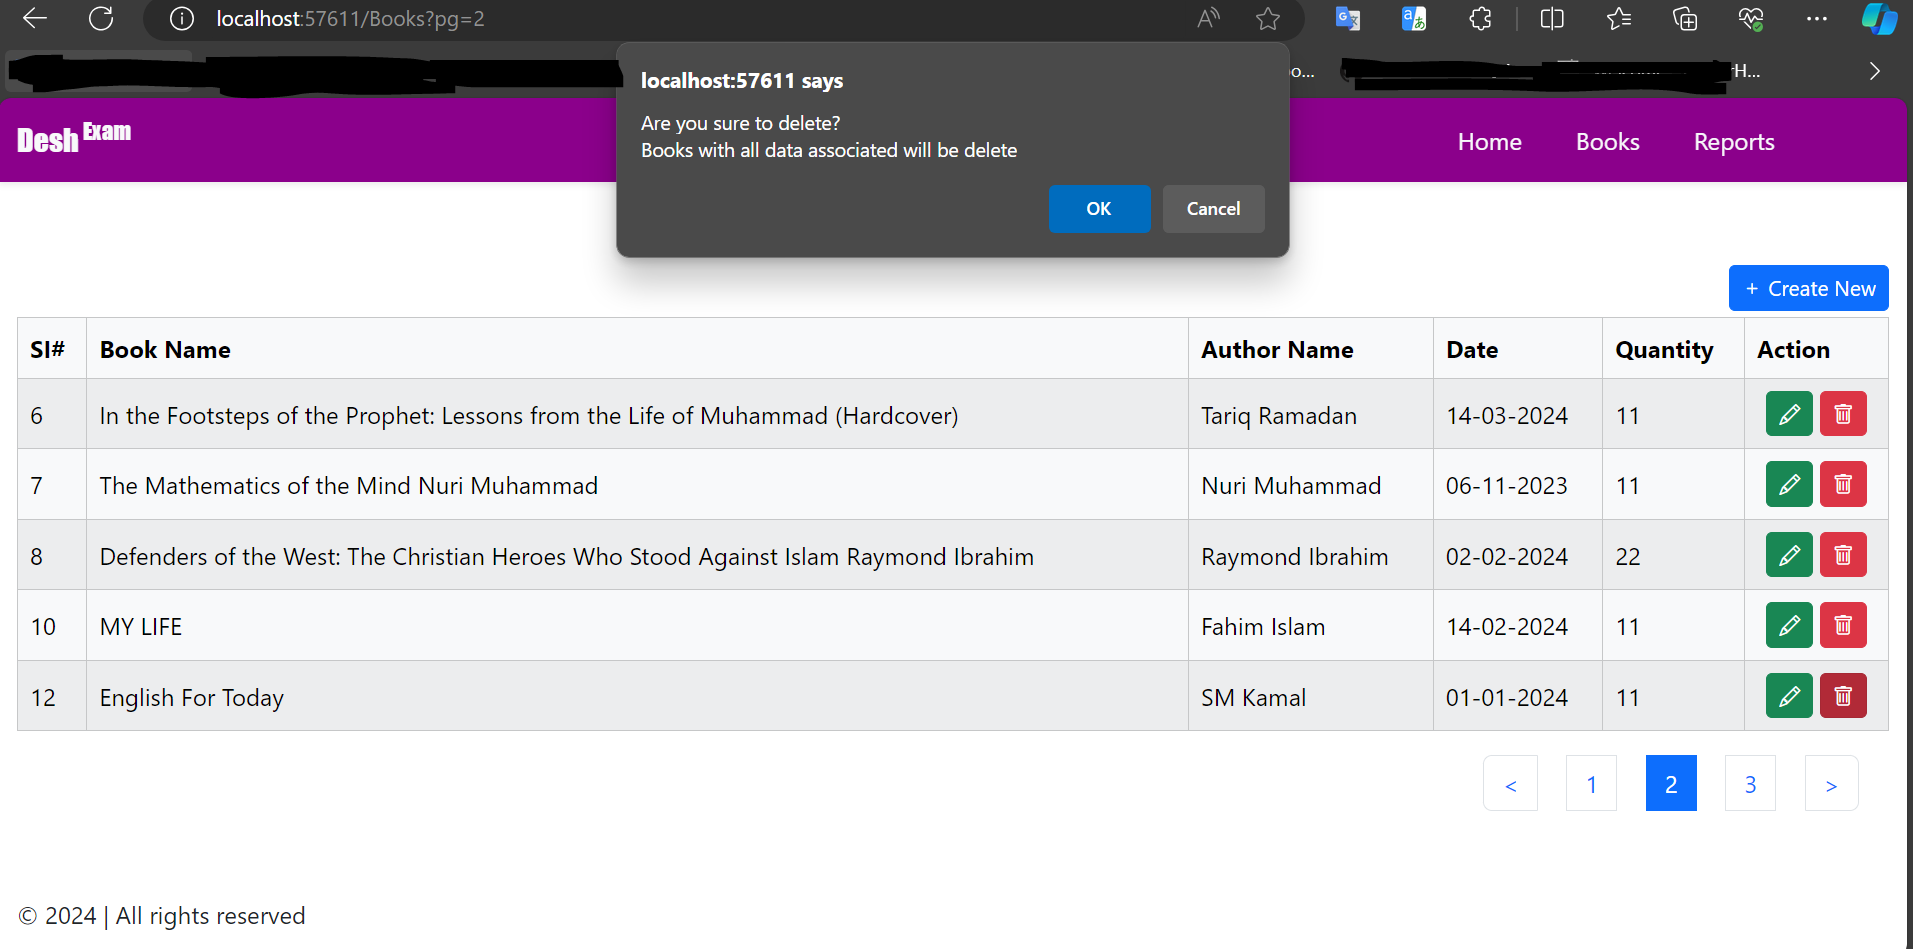 localhost:57611/Books?pg=2
localhost:57611 says
Are you sure to delete?
Books with all data associated will be delete
OK Cancel
Desh Exam
Home Books Reports
+ Create New
Sl# Book Name Author Name Date Quantity Action
6 In the Footsteps of the Prophet: Lessons from the Life of Muhammad (Hardcover) Tariq Ramadan 14-03-2024 11
7 The Mathematics of the Mind Nuri Muhammad Nuri Muhammad 06-11-2023 11
8 Defenders of the West: The Christian Heroes Who Stood Against Islam Raymond Ibrahim Raymond Ibrahim 02-02-2024 22
10 MY LIFE Fahim Islam 14-02-2024 11
12 English For Today SM Kamal 01-01-2024 11
< 1 2 3 >
© 2024 | All rights reserved